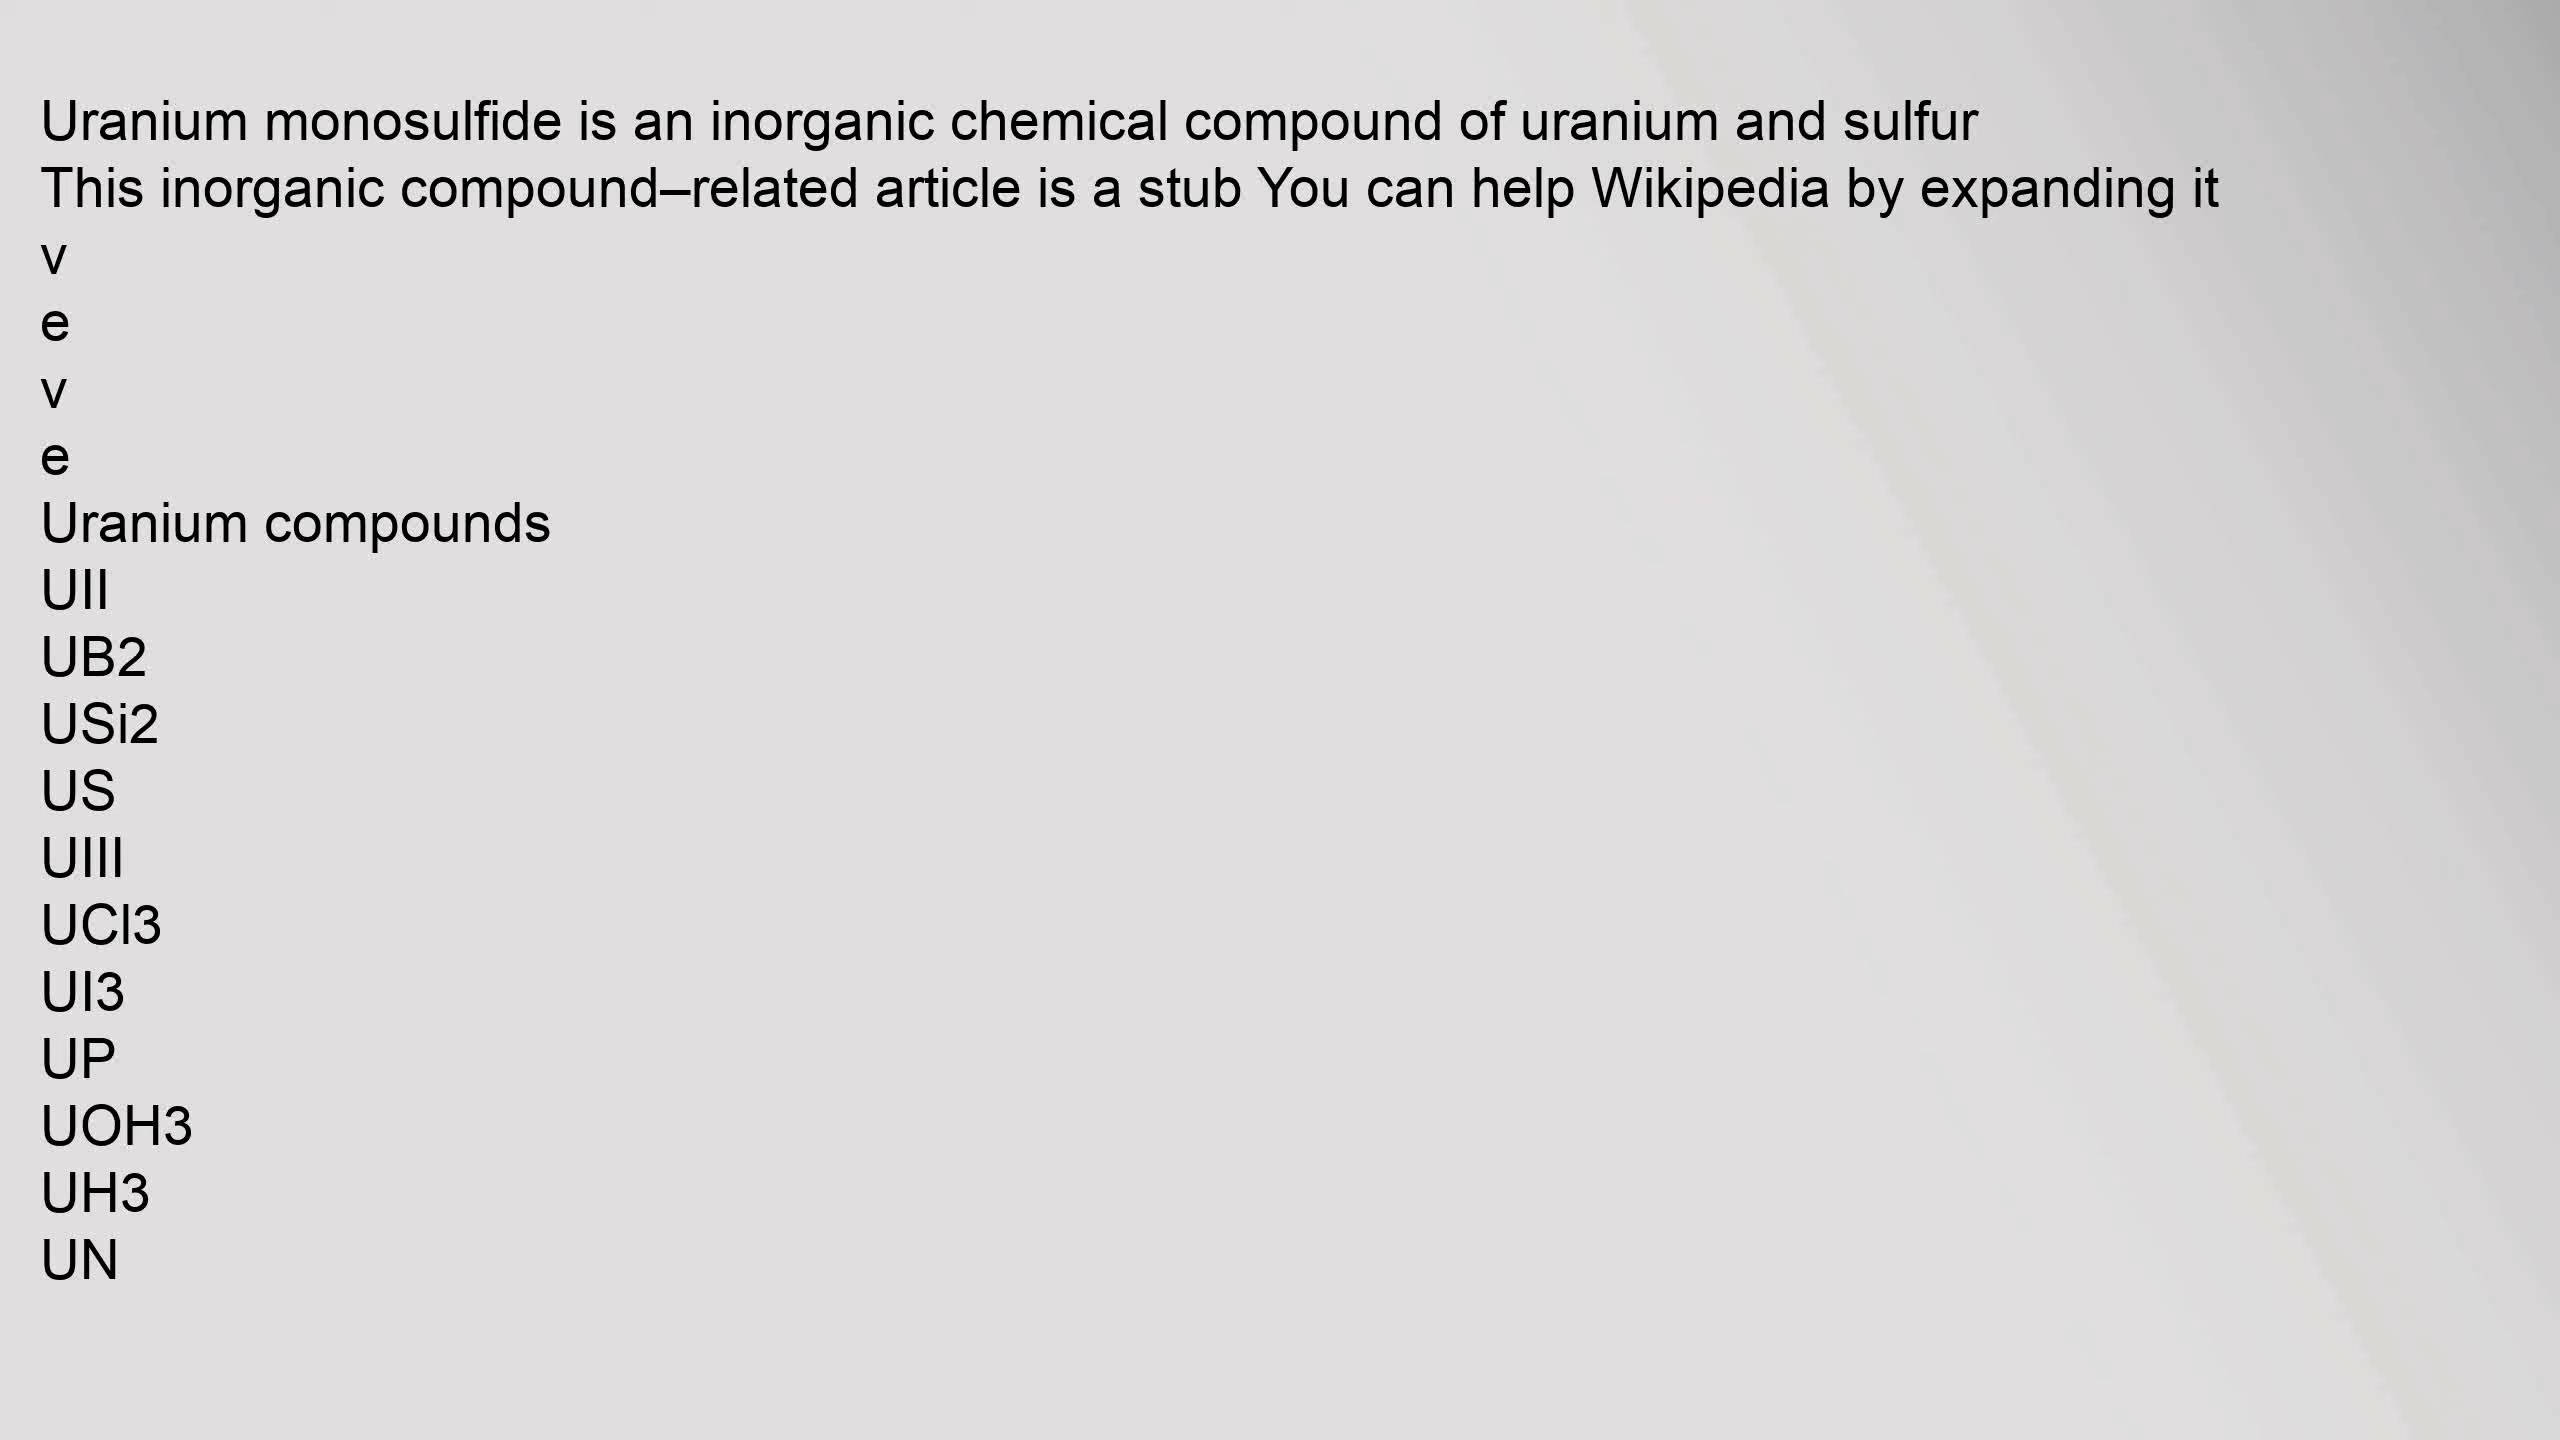 Uranium monosulfide is an inorganic chemical compound of uranium and sulfur
This inorganic compound–related article is a stub You can help Wikipedia by expanding it
v
e
v
e
Uranium compounds
UII
UB2
USi2
US
UIII
UCl3
UI3
UP
UOH3
UH3
UN